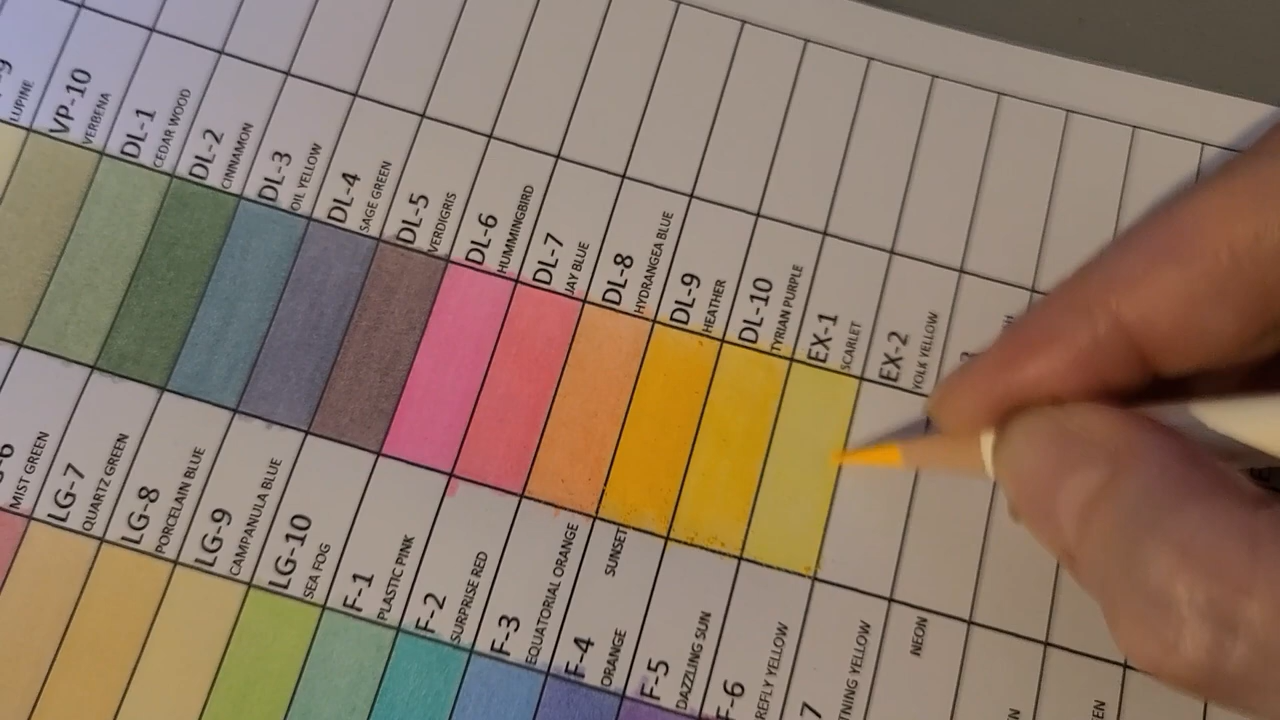 LUPINE
VP-10
VERBENA
DL-1
CEDAR WOOD
DL-2
CINNAMON
DL-3
OIL YELLOW
DL-4
SAGE GREEN
DL-5
VERDIGRIS
DL-6
HUMMINGBIRD
DL-7
JAY BLUE
DL-8
HYDRANGEA BLUE
DL-9
HEATHER
DL-10
TYRIAN PURPLE
EX-1
SCARLET
EX-2
YOLK YELLOW
MIST GREEN
LG-7
QUARTZ GREEN
LG-8
PORCELAIN BLUE
LG-9
CAMPANULA BLUE
LG-10
SEA FOG
F-1
PLASTIC PINK
F-2
SURPRISE RED
F-3
EQUATORIAL ORANGE
F-4
SUNSET
ORANGE
F-5
DAZZLING SUN
NEON